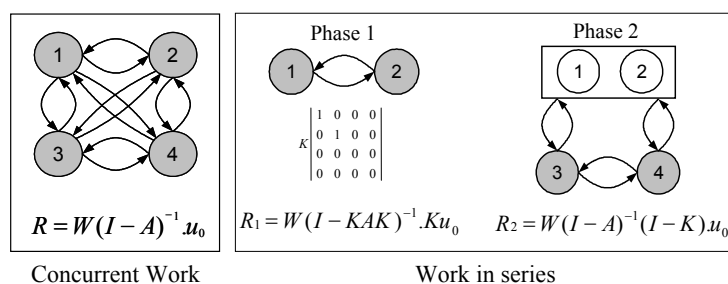 1 2
3 4
R = W(I − A)⁻¹.u₀
Concurrent Work
Phase 1
1 2
K
1 0 0 0
0 1 0 0
0 0 0 0
0 0 0 0
R₁ = W(I − KAK)⁻¹.Ku₀
Phase 2
1 2
3 4
R₂ = W(I − A)⁻¹(I − K).u₀
Work in series